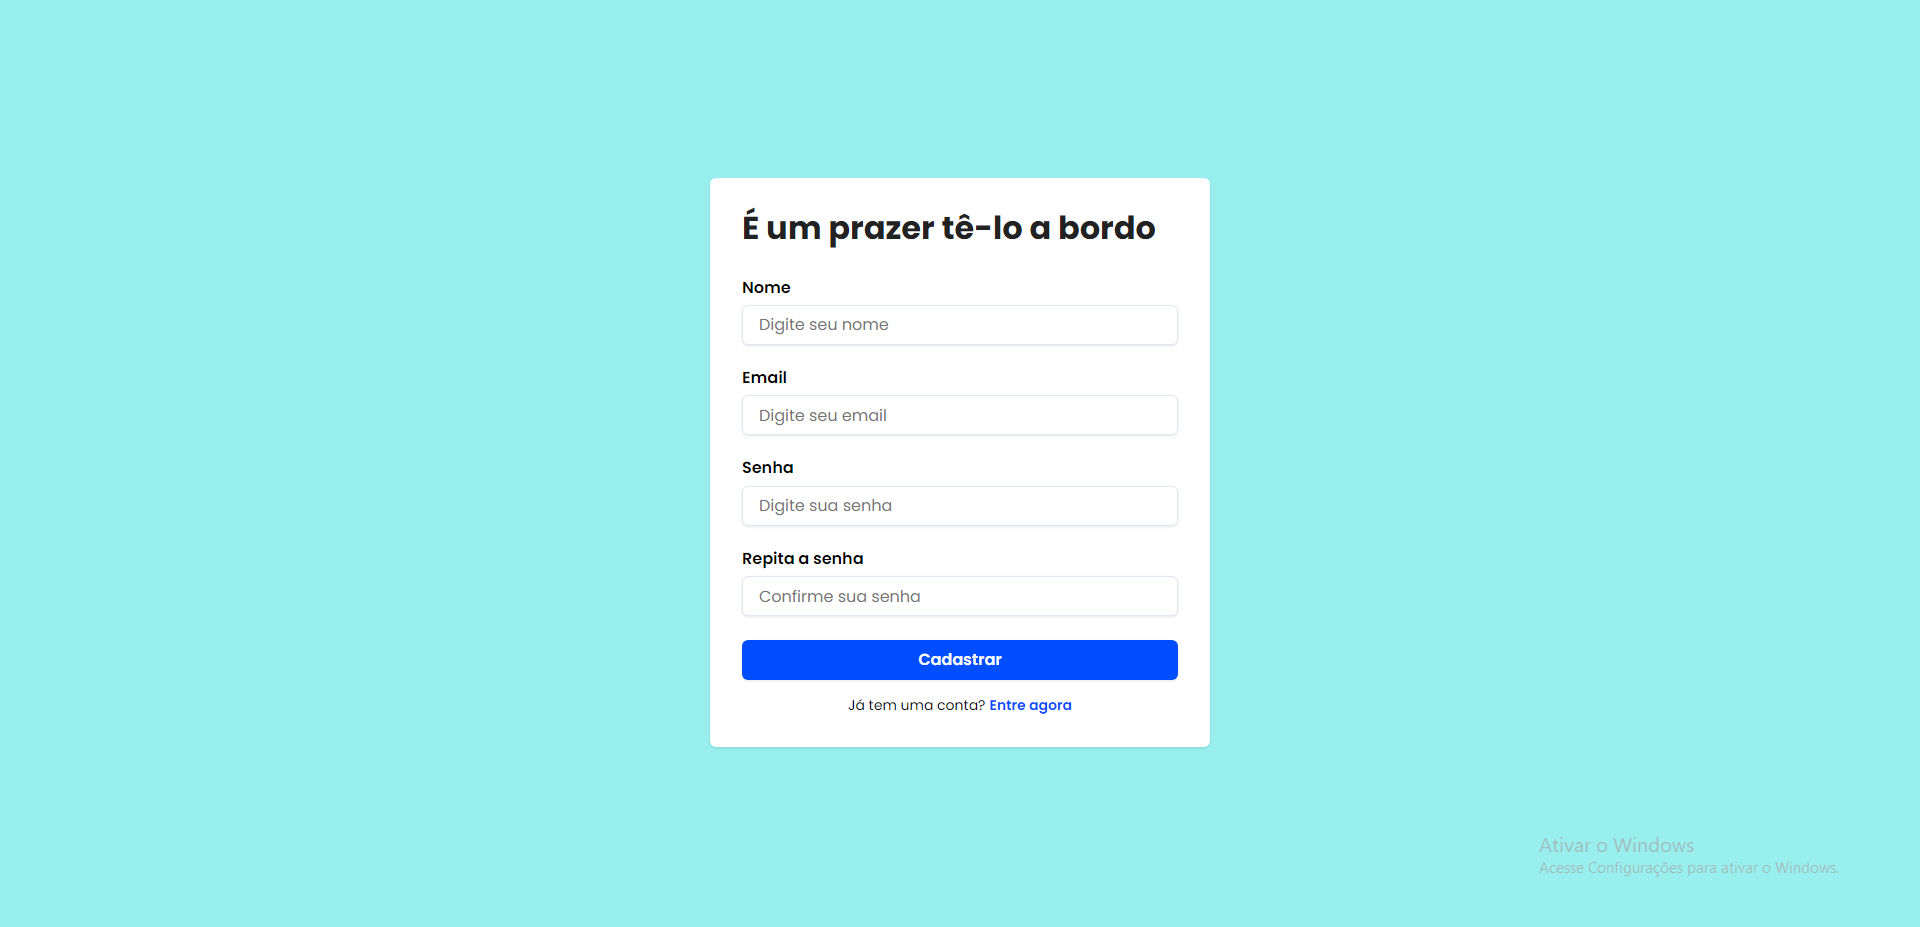 É um prazer tê-lo a bordo
Nome
Digite seu nome
Email
Digite seu email
Senha
Digite sua senha
Repita a senha
Confirme sua senha
Cadastrar
Já tem uma conta? Entre agora
Ativar o Windows
Acesse Configurações para ativar o Windows.